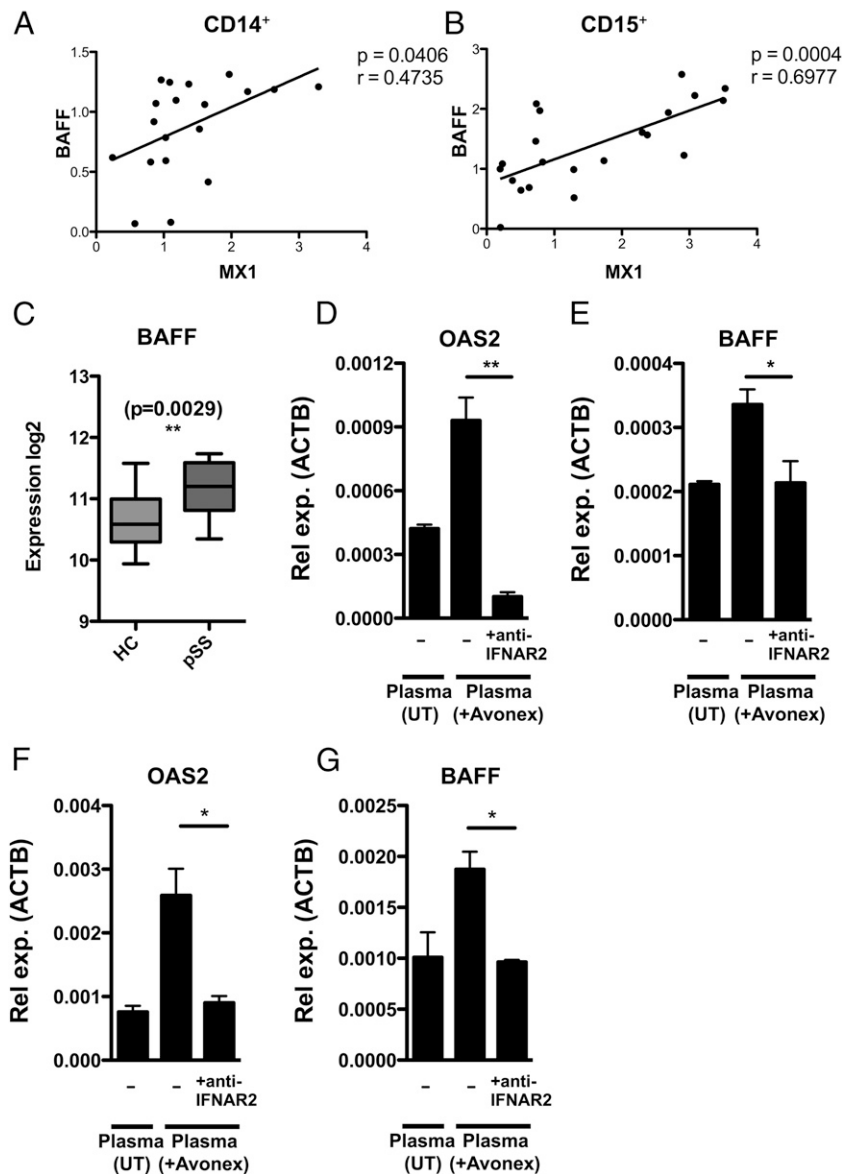 A
CD14+
p = 0.0406
r = 0.4735
BAFF
1.5
1.0
0.5
0.0
0 1 2 3 4
MX1
B
CD15+
p = 0.0004
r = 0.6977
BAFF
3
2
1
0
0 1 2 3 4
MX1
C
BAFF
Expression log2
13
12
11
10
9
(p=0.0029)
**
HC
pSS
D
OAS2
Rel exp. (ACTB)
0.0012
0.0009
0.0006
0.0003
0.0000
**
– – +anti-
IFNAR2
Plasma Plasma
(UT) (+Avonex)
E
BAFF
Rel exp. (ACTB)
0.0004
0.0003
0.0002
0.0001
0.0000
*
– – +anti-
IFNAR2
Plasma Plasma
(UT) (+Avonex)
F
OAS2
Rel exp. (ACTB)
0.004
0.003
0.002
0.001
0.000
*
– – +anti-
IFNAR2
Plasma Plasma
(UT) (+Avonex)
G
BAFF
Rel exp. (ACTB)
0.0025
0.0020
0.0015
0.0010
0.0005
0.0000
*
– – +anti-
IFNAR2
Plasma Plasma
(UT) (+Avonex)